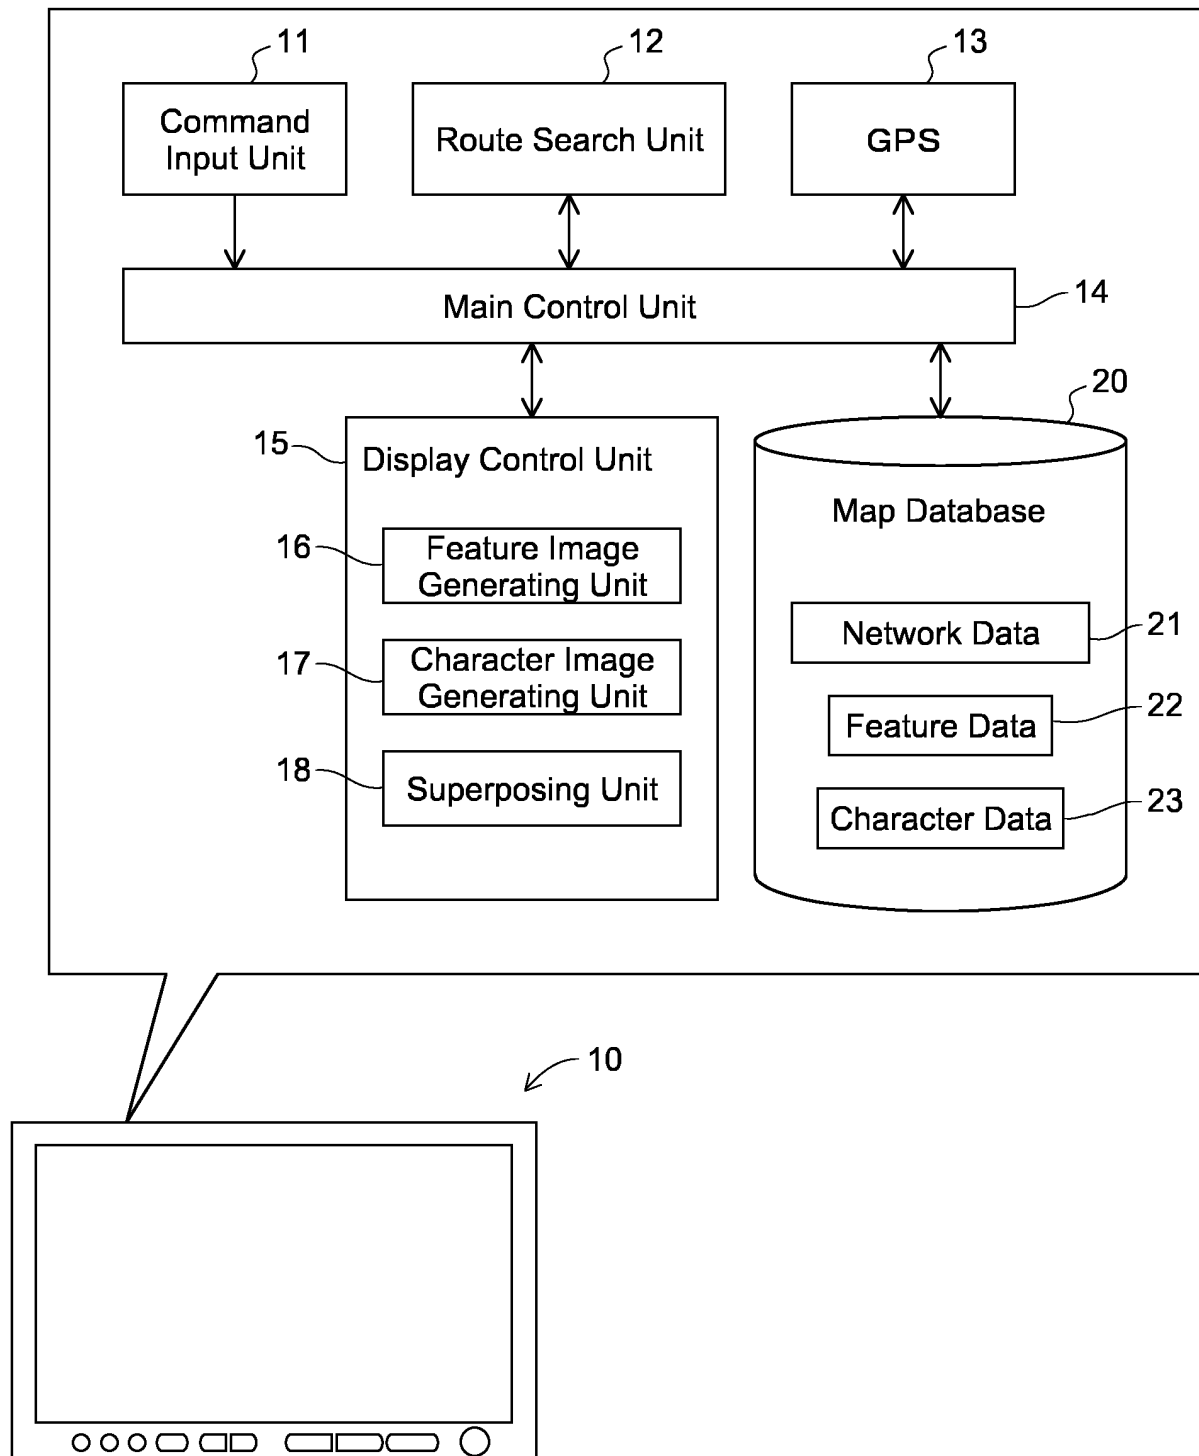 11
12
13
Command
Input Unit
Route Search Unit
GPS
Main Control Unit
14
15
Display Control Unit
16
Feature Image
Generating Unit
17
Character Image
Generating Unit
18
Superposing Unit
20
Map Database
Network Data
21
Feature Data
22
Character Data
23
10